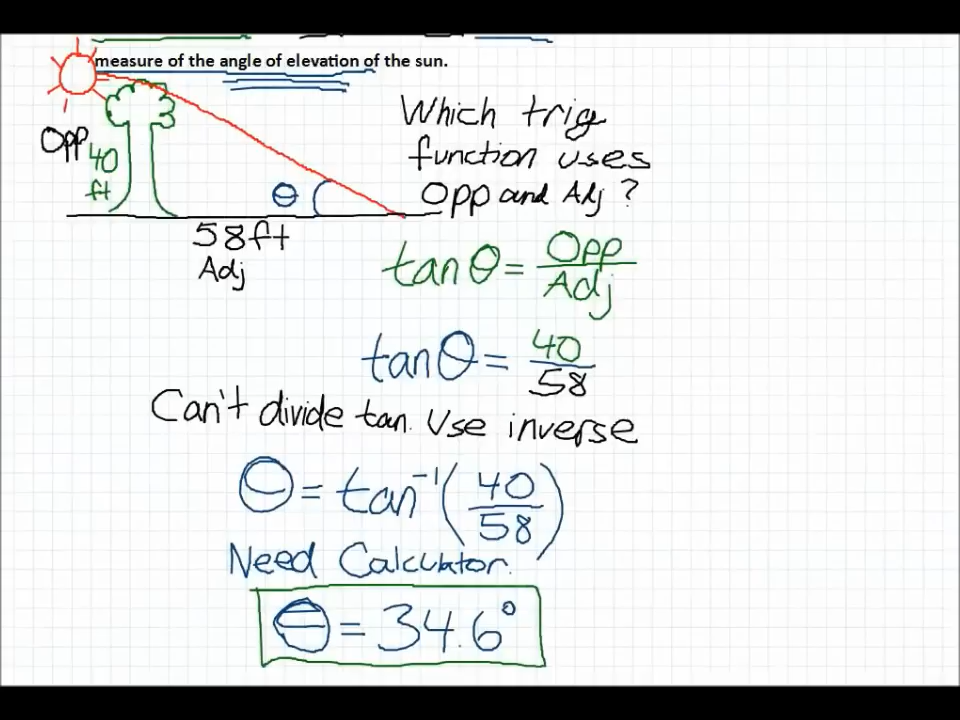 measure of the angle of elevation of the sun.
Which trig
function uses
Opp and Adj ?
Opp
40
ft
θ
58ft
Adj
tanθ = Opp/Adj
tanθ = 40/58
Can't divide tan. Use inverse
θ = tan⁻¹(40/58)
Need Calculator.
θ = 34.6°